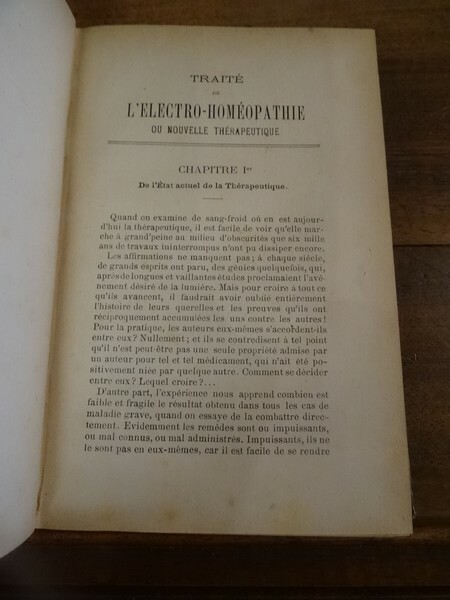 TRAITÉ
DE
L'ELECTRO-HOMÉOPATHIE
OU NOUVELLE THÉRAPEUTIQUE
CHAPITRE Ier
De l'État actuel de la Thérapeutique.
Quand on examine de sang-froid où en est aujour-
d'hui la thérapeutique, il est facile de voir qu'elle mar-
che à grand'peine au milieu d'obscurités que six mille
ans de travaux ininterrompus n'ont pu dissiper encore.
Les affirmations ne manquent pas ; à chaque siècle,
de grands esprits ont paru, des génies quelquefois, qui,
après de longues et vaillantes études proclamaient l'avé-
nement désiré de la lumière. Mais pour croire à tout ce
qu'ils avancent, il faudrait avoir oublié entièrement
l'histoire de leurs querelles et les preuves qu'ils ont
réciproquement accumulées les uns contre les autres !
Pour la pratique, les auteurs eux-mêmes s'accordent-ils
entre eux ? Nullement ; et ils se contredisent à tel point
qu'il n'est peut-être pas une seule propriété admise par
un auteur pour tel et tel médicament, qui n'ait été po-
sitivement niée par quelque autre. Comment se décider
entre eux ? Lequel croire ?...
D'autre part, l'expérience nous apprend combien est
faible et fragile le résultat obtenu dans tous les cas de
maladie grave, quand on essaye de la combattre direc-
tement. Evidemment les remèdes sont ou impuissants,
ou mal connus, ou mal administrés. Impuissants, ils ne
le sont pas en eux-mêmes, car il est facile de se rendre